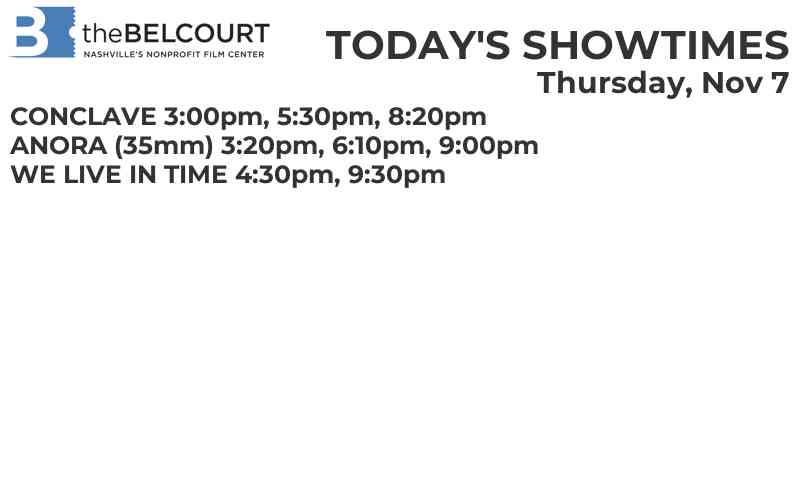 B theBELCOURT
NASHVILLE'S NONPROFIT FILM CENTER
TODAY'S SHOWTIMES
Thursday, Nov 7
CONCLAVE 3:00pm, 5:30pm, 8:20pm
ANORA (35mm) 3:20pm, 6:10pm, 9:00pm
WE LIVE IN TIME 4:30pm, 9:30pm